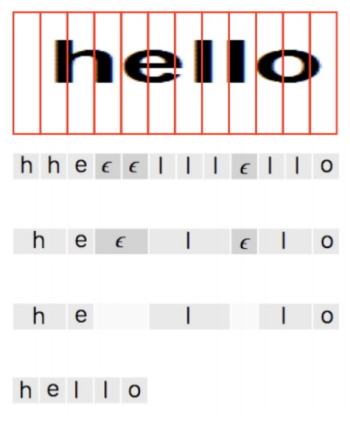 hello
h h e ϵ ϵ l l l ϵ l l o
h e ϵ l ϵ l o
h e l l o
h e l l o